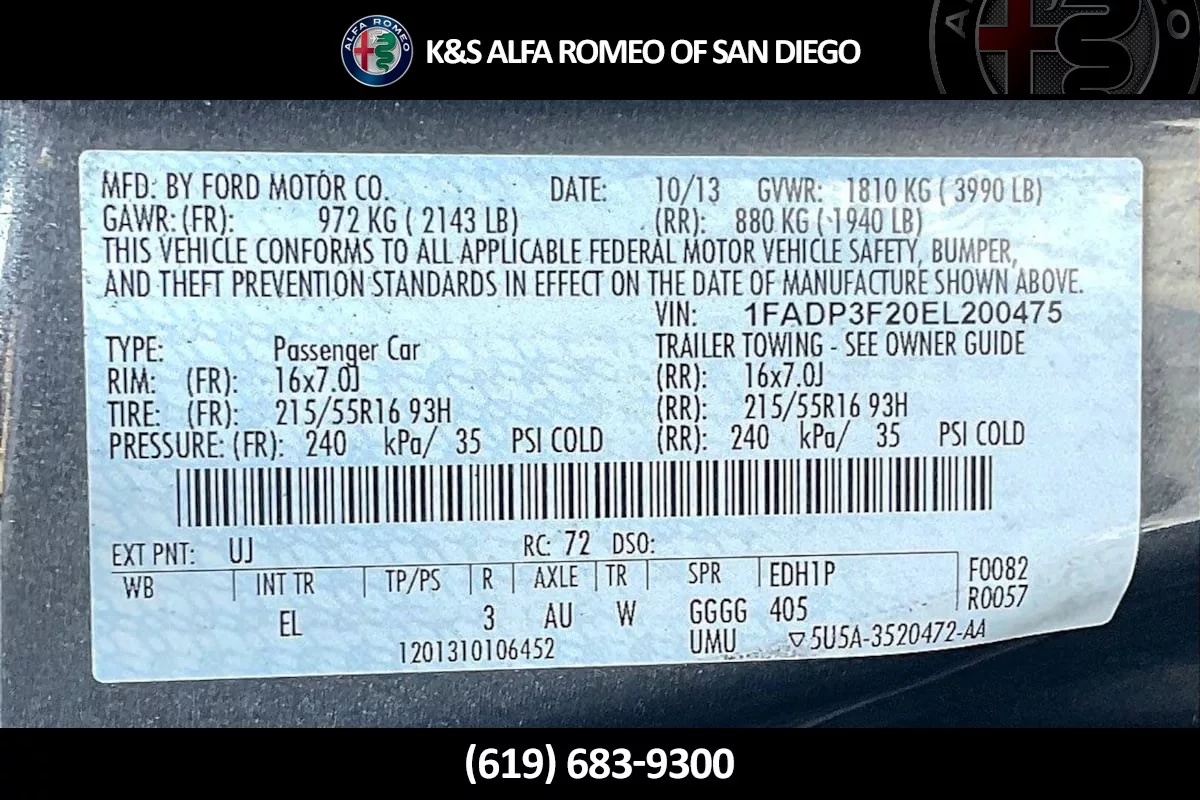 ALFA ROMEO
K&S ALFA ROMEO OF SAN DIEGO
MFD. BY FORD MOTOR CO. DATE: 10/13 GVWR: 1810 KG ( 3990 LB)
GAWR: (FR): 972 KG ( 2143 LB) (RR): 880 KG ( 1940 LB)
THIS VEHICLE CONFORMS TO ALL APPLICABLE FEDERAL MOTOR VEHICLE SAFETY, BUMPER,
AND THEFT PREVENTION STANDARDS IN EFFECT ON THE DATE OF MANUFACTURE SHOWN ABOVE.
VIN: 1FADP3F20EL200475
TYPE: Passenger Car TRAILER TOWING - SEE OWNER GUIDE
RIM: (FR): 16x7.0J (RR): 16x7.0J
TIRE: (FR): 215/55R16 93H (RR): 215/55R16 93H
PRESSURE: (FR): 240 kPa/ 35 PSI COLD (RR): 240 kPa/ 35 PSI COLD
EXT PNT: UJ RC: 72 DSO:
WB INT TR TP/PS R AXLE TR SPR EDH1P F0082
EL 3 AU W GGGG 405 R0057
1201310106452 UMU ▽5U5A-3520472-AA
(619) 683-9300